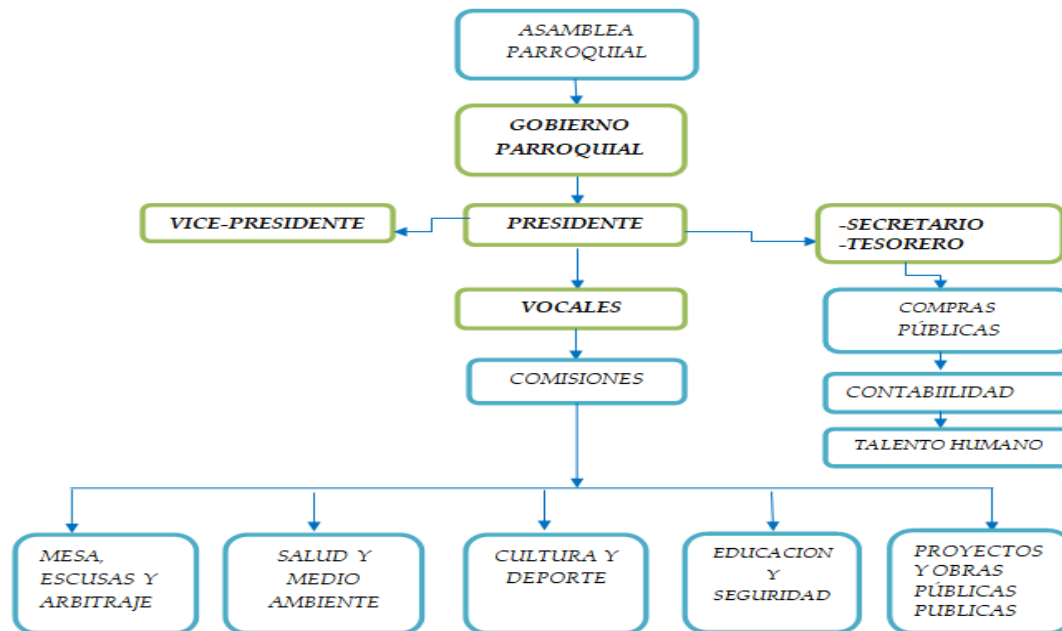 ASAMBLEA
PARROQUIAL
GOBIERNO
PARROQUIAL
VICE-PRESIDENTE
PRESIDENTE
-SECRETARIO
-TESORERO
VOCALES
COMPRAS
PÚBLICAS
COMISIONES
CONTABIILIDAD
TALENTO HUMANO
MESA,
ESCUSAS Y
ARBITRAJE
SALUD Y
MEDIO
AMBIENTE
CULTURA Y
DEPORTE
EDUCACION
Y
SEGURIDAD
PROYECTOS
Y OBRAS
PÚBLICAS
PUBLICAS